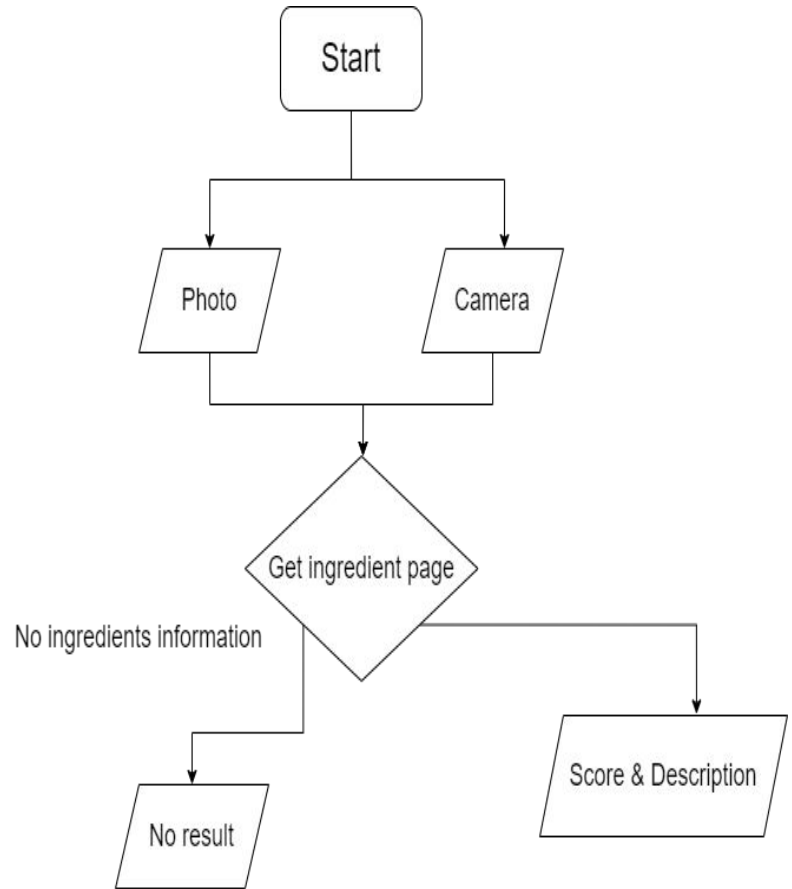 Start
Photo
Camera
Get ingredient page
No ingredients information
Score & Description
No result